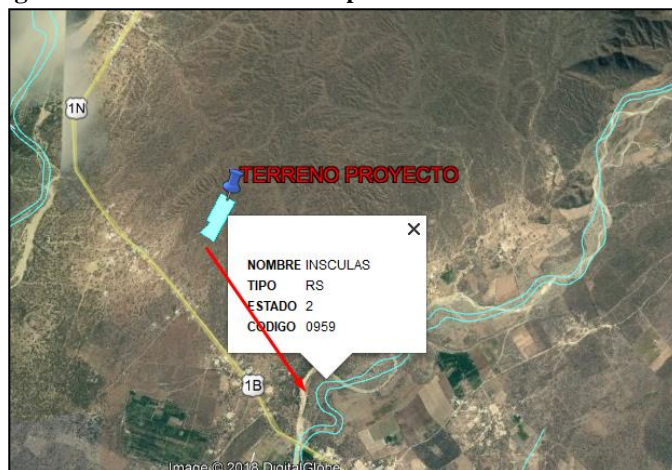 1N
TERRENO PROYECTO
NOMBRE INSCULAS
TIPO RS
ESTADO 2
CODIGO 0959
1B
Image © 2018 DigitalGlobe